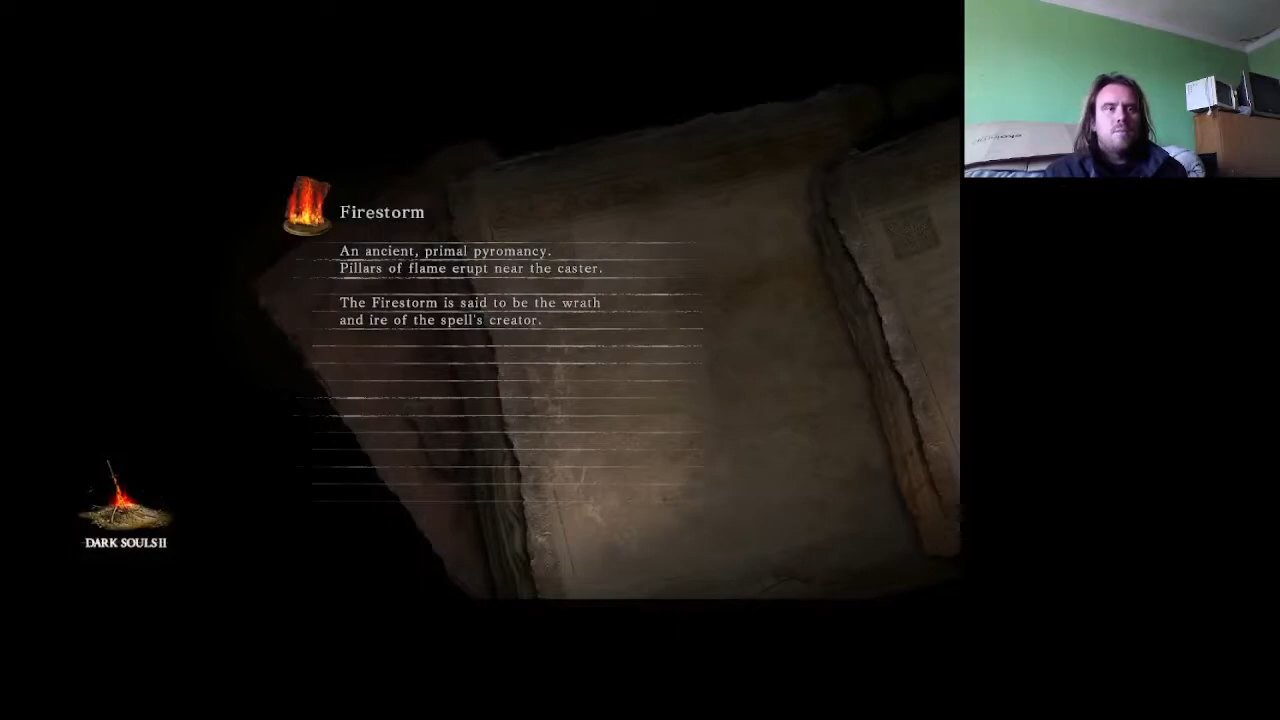 Firestorm
An ancient, primal pyromancy.
Pillars of flame erupt near the caster.
The Firestorm is said to be the wrath
and ire of the spell's creator.
DARK SOULS II